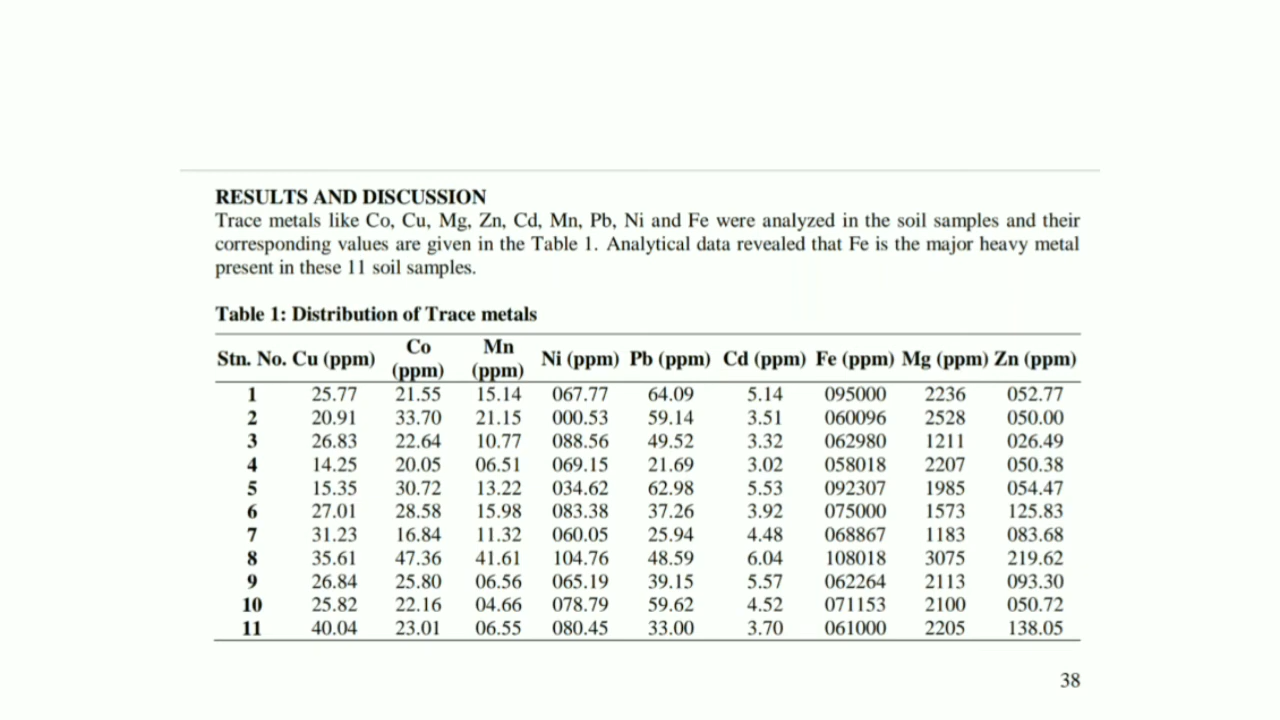 RESULTS AND DISCUSSION
Trace metals like Co, Cu, Mg, Zn, Cd, Mn, Pb, Ni and Fe were analyzed in the soil samples and their
corresponding values are given in the Table 1. Analytical data revealed that Fe is the major heavy metal
present in these 11 soil samples.
Table 1: Distribution of Trace metals
Stn. No. Cu (ppm) Co (ppm) Mn (ppm) Ni (ppm) Pb (ppm) Cd (ppm) Fe (ppm) Mg (ppm) Zn (ppm)
1 25.77 21.55 15.14 067.77 64.09 5.14 095000 2236 052.77
2 20.91 33.70 21.15 000.53 59.14 3.51 060096 2528 050.00
3 26.83 22.64 10.77 088.56 49.52 3.32 062980 1211 026.49
4 14.25 20.05 06.51 069.15 21.69 3.02 058018 2207 050.38
5 15.35 30.72 13.22 034.62 62.98 5.53 092307 1985 054.47
6 27.01 28.58 15.98 083.38 37.26 3.92 075000 1573 125.83
7 31.23 16.84 11.32 060.05 25.94 4.48 068867 1183 083.68
8 35.61 47.36 41.61 104.76 48.59 6.04 108018 3075 219.62
9 26.84 25.80 06.56 065.19 39.15 5.57 062264 2113 093.30
10 25.82 22.16 04.66 078.79 59.62 4.52 071153 2100 050.72
11 40.04 23.01 06.55 080.45 33.00 3.70 061000 2205 138.05
38